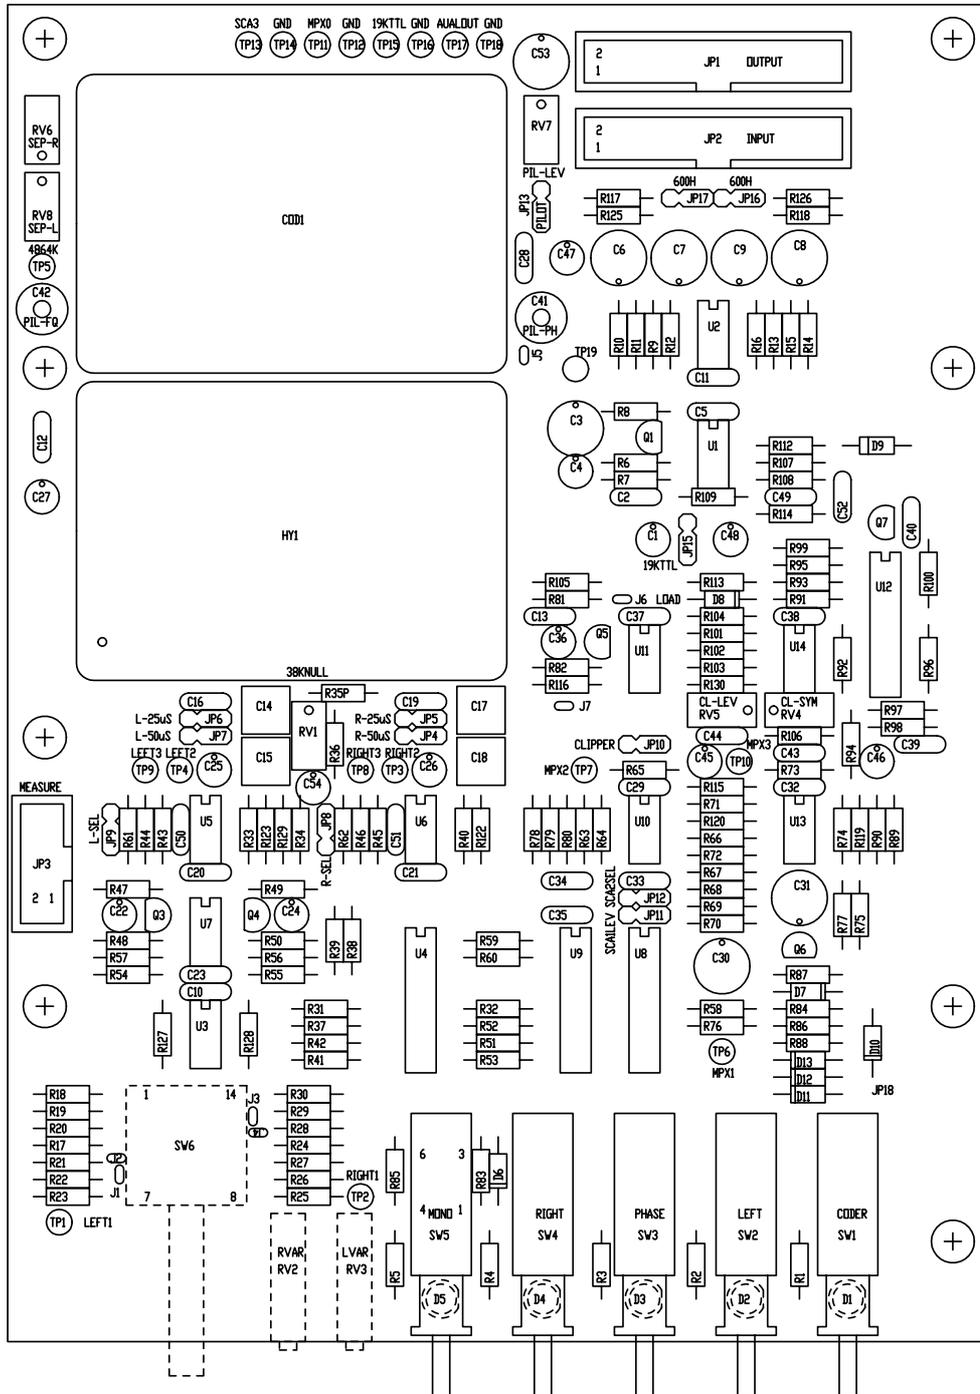 SCA3 GND MPX0 GND 19KTTL GND AUALOUT GND
TP13 TP14 TP11 TP12 TP15 TP16 TP17 TP18
C53
2
1
JP1 OUTPUT
RV6
SEP-R
RV7
PIL-LEV
2
1
JP2 INPUT
RV8
SEP-L
4864K
TP5
C42
PIL-FQ
COD1
JP13
PILOT
600H 600H
JP17 JP16
R117
R125
R126
R118
C28
C47
C6 C7 C9 C8
C41
PIL-PH
J5
TP19
R10 R11 R9 R12
U2
R16 R13 R15 R14
C11
C12
C27
HY1
38KNULL
C3
C4
R8
Q1
R6
R7
C2
C5
U1
R109
R112
R107
R108
C49
R114
D9
C52
Q7
C40
C1
19KTTL
JP15
C48
R99
R95
R93
R91
U12
R100
R105
R81
C13
C36
Q5
R82
R116
J7
J6 LOAD
C37
U11
R113
D8
R104
R101
R102
R103
R130
CL-LEV
RV5
C38
U14
CL-SYM
RV4
R92
R96
R97
R98
C39
C16
L-25uS JP6
L-50uS JP7
LEFT3 LEFT2
TP9 TP4 C25
C14
C15
R35P
RV1
R36
C54
C19
R-25uS JP5
R-50uS JP4
RIGHT3 RIGHT2
TP8 TP3 C26
C17
C18
CLIPPER JP10
MPX2 TP7
R65
C29
C44
C45
TP10
MPX3
R106
C43
R73
C32
R94
C46
MEASURE
JP3
2 1
L-SEL
JP9
R61 R44 R43 C50
U5
C20
R33 R123 R129 R34
JP8
R-SEL
R62 R46 R45 C51
U6
C21
R40 R122
R78 R79 R80 R63 R64
U10
R115
R71
R120
R66
R72
R67
R68
R69
R70
U13
R74 R119 R90 R89
C34
C35
C33
JP12
JP11
SCA1LEV SCA2SEL
C31
R77 R75
R47
C22 Q3
R48
R57
R54
U7
C23
C10
U3
R49
Q4 C24
R50
R56
R55
R39 R38
U4
R59
R60
U9
U8
C30
Q6
R87
D7
R84
R86
R88
D13
D12
D11
D10
JP18
R127
R128
R31
R37
R42
R41
R32
R52
R51
R53
R58
R76
TP6
MPX1
R18
R19
R20
R17
R21
R22
R23
TP1 LEFT1
J2
J1
1 14
SW6
7 8
J3
J4
R30
R29
R28
R24
R27
R26
R25
RIGHT1
TP2
RVAR
RV2
LVAR
RV3
R85
R5
6 3
4 MONO 1
SW5
D5
R83 D6
R4
RIGHT
SW4
D4
R3
PHASE
SW3
D3
R2
LEFT
SW2
D2
R1
CODER
SW1
D1